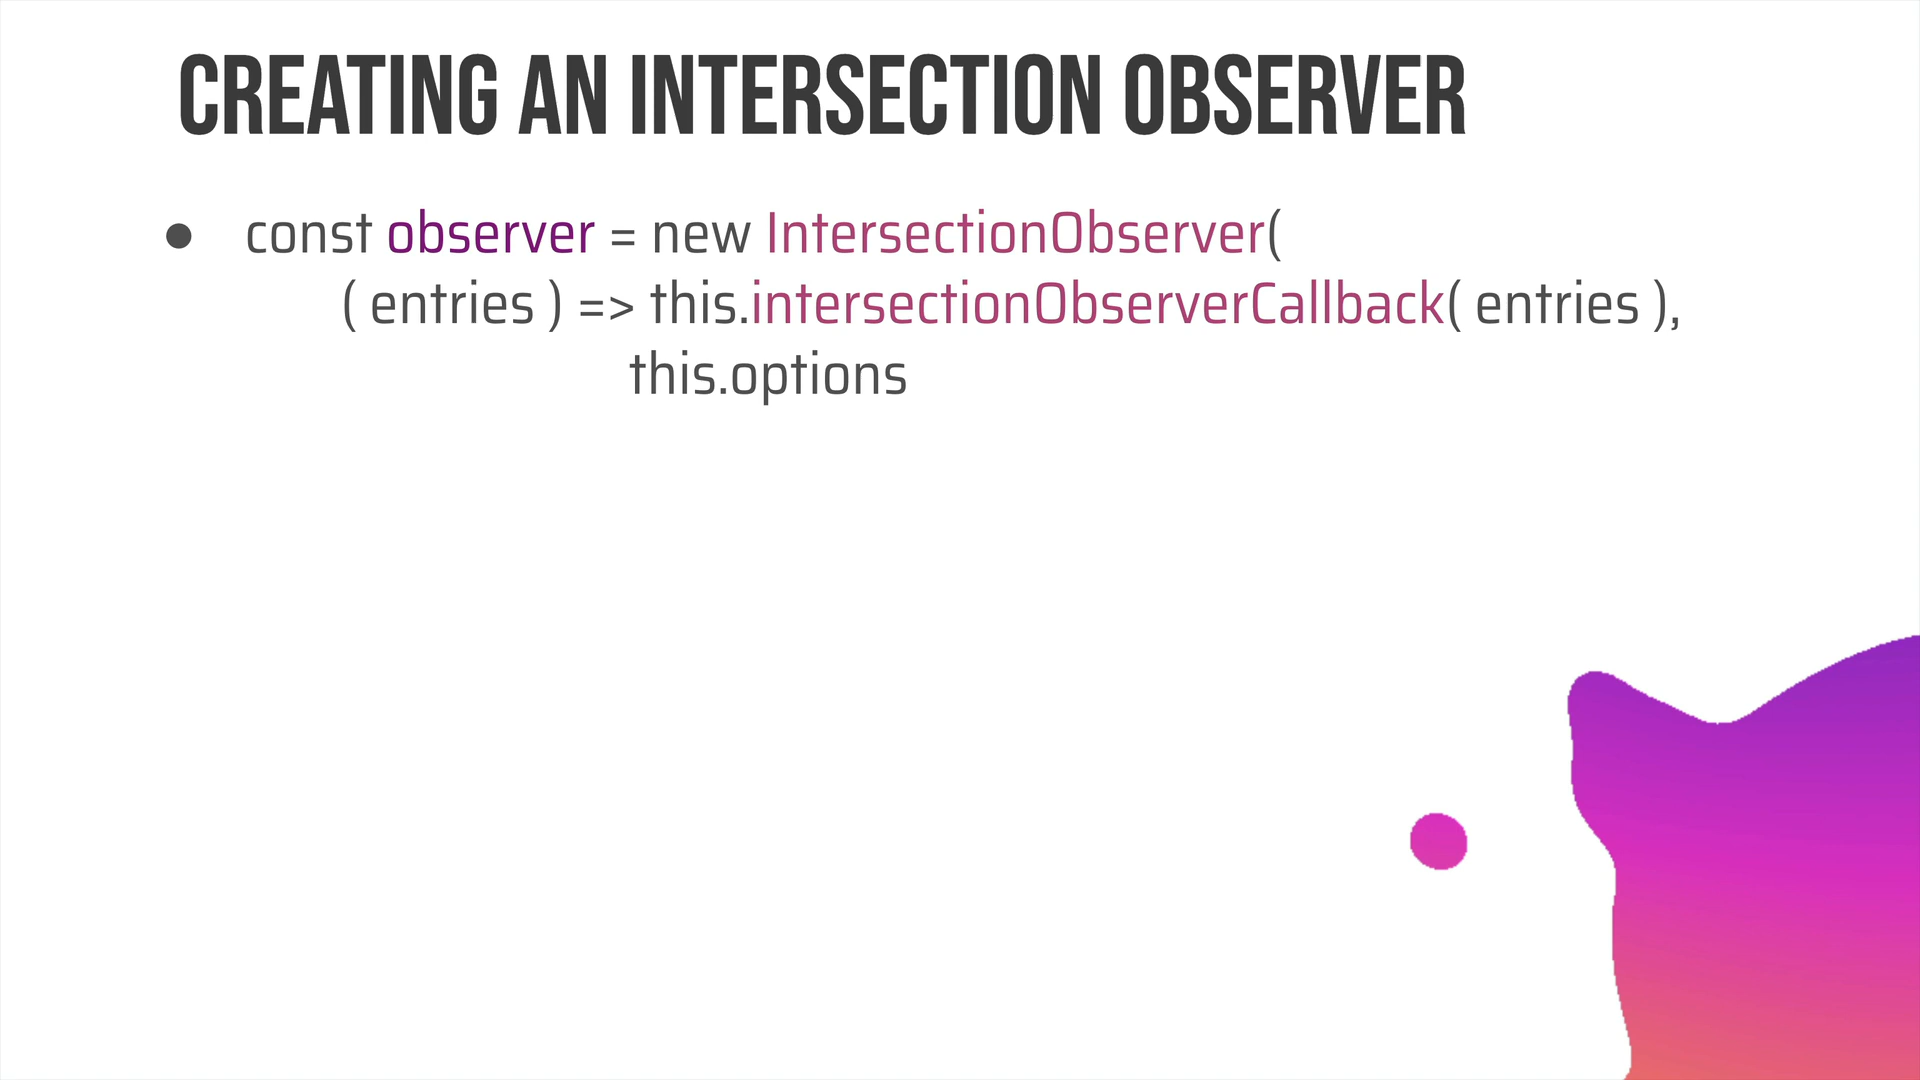 CREATING AN INTERSECTION OBSERVER
● const observer = new IntersectionObserver(
( entries ) => this.intersectionObserverCallback( entries ),
this.options